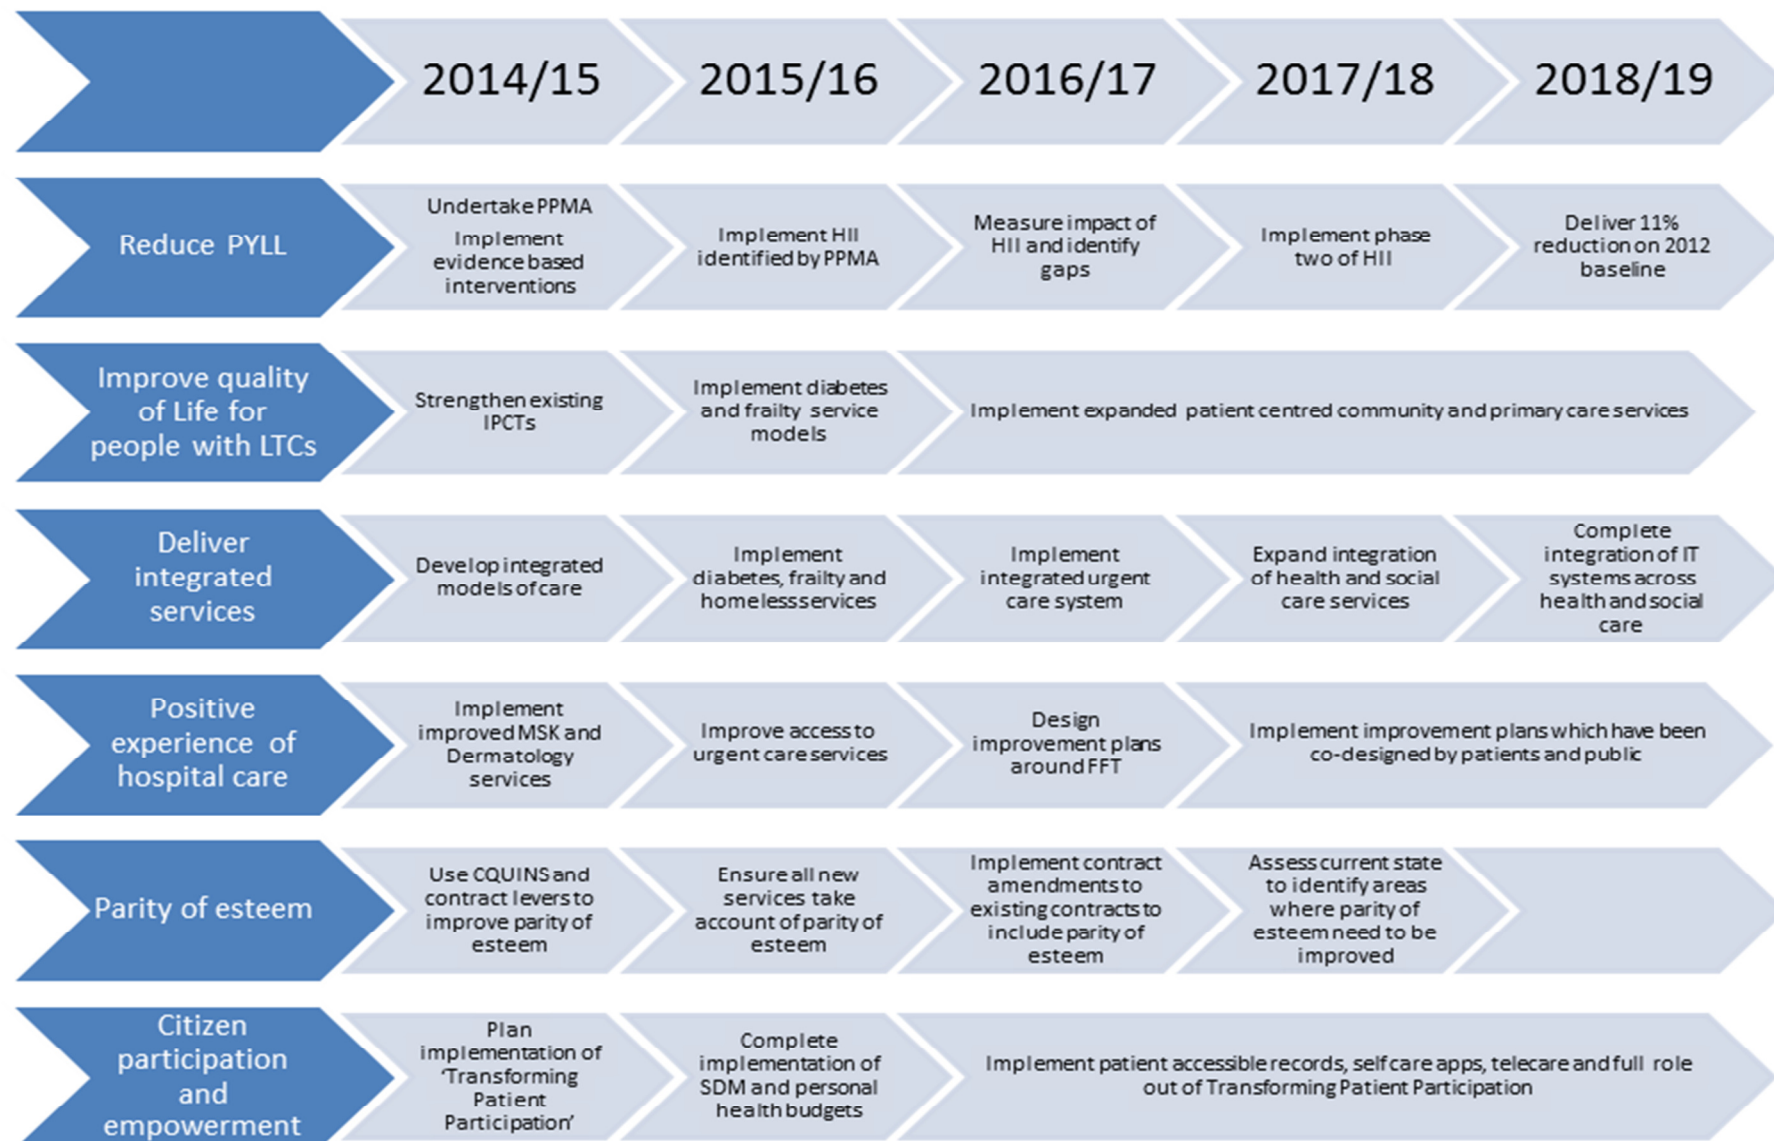 2014/15
2015/16
2016/17
2017/18
2018/19
Reduce PYLL
Undertake PPMA
Implement
evidence based
interventions
Implement HII
identified by PPMA
Measure impact of
HII and identify
gaps
Implement phase
two of HII
Deliver 11%
reduction on 2012
baseline
Improve quality
of Life for
people with LTCs
Strengthen existing
IPCTs
Implement diabetes
and frailty service
models
Implement expanded patient centred community and primary care services
Deliver
integrated
services
Develop integrated
models of care
Implement
diabetes, frailty and
homeless services
Implement
integrated urgent
care system
Expand integration
of health and social
care services
Complete
integration of IT
systems across
health and social
care
Positive
experience of
hospital care
Implement
improved MSK and
Dermatology
services
Improve access to
urgent care services
Design
improvement plans
around FFT
Implement improvement plans which have been
co-designed by patients and public
Parity of esteem
Use CQUINS and
contract levers to
improve parity of
esteem
Ensure all new
services take
account of parity of
esteem
Implement contract
amendments to
existing contracts to
include parity of
esteem
Assess current state
to identify areas
where parity of
esteem need to be
improved
Citizen
participation
and
empowerment
Plan
implementation of
‘Transforming
Patient
Participation’
Complete
implementation of
SDM and personal
health budgets
Implement patient accessible records, self care apps, telecare and full role
out of Transforming Patient Participation